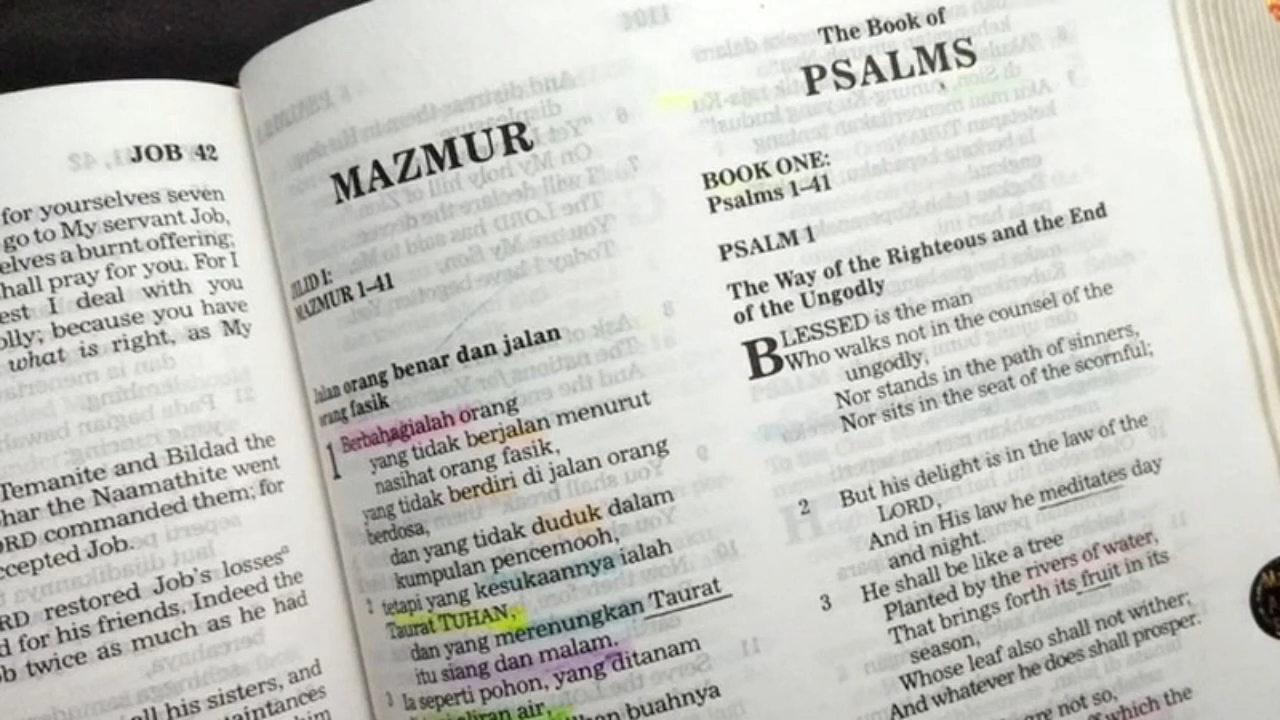 JOB 42
for yourselves seven
go to My servant Job,
a burnt offering;
shall pray for you. For I
I deal with you
because you have
what is right, as My
Temanite and Bildad the
the Naamathite went
commanded them; for
accepted Job.
restored Job's losses
for his friends. Indeed the
twice as much as he had
all his sisters, and
MAZMUR
JILID I:
MAZMUR 1–41
Jalan orang benar dan jalan
orang fasik
1 Berbahagialah orang
yang tidak berjalan menurut
nasihat orang fasik,
yang tidak berdiri di jalan orang
berdosa,
dan yang tidak duduk dalam
kumpulan pencemooh,
2 tetapi yang kesukaannya ialah
Taurat TUHAN,
dan yang merenungkan Taurat
itu siang dan malam.
3 Ia seperti pohon, yang ditanam
aliran air,
buahnya
The Book of
PSALMS
BOOK ONE:
Psalms 1–41
PSALM 1
The Way of the Righteous and the End
of the Ungodly
BLESSED is the man
Who walks not in the counsel of the
ungodly,
Nor stands in the path of sinners,
Nor sits in the seat of the scornful;
2 But his delight is in the law of the
LORD,
And in His law he meditates day
and night.
3 He shall be like a tree
Planted by the rivers of water,
That brings forth its fruit in its
season,
Whose leaf also shall not wither;
And whatever he does shall prosper.
are not so,
which the